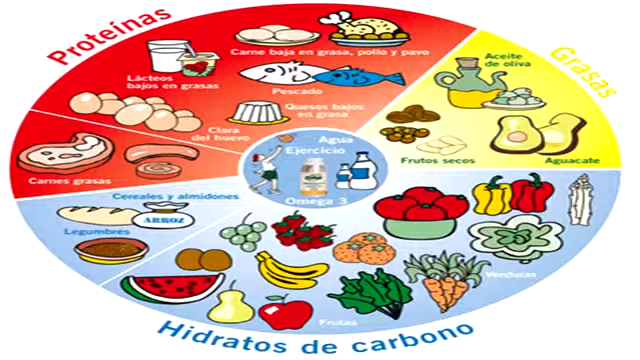 Proteínas
Carne baja en grasa, pollo y pavo
Lácteos
bajos en grasas
Pescado
Quesos bajos
en grasa
Clara
del huevo
Carnes grasas
Grasas
Aceite
de oliva
Frutos secos
Aguacate
Agua
Ejercicio
Omega 3
Cereales y almidones
ARROZ
Legumbres
Verduras
Frutas
Hidratos de carbono